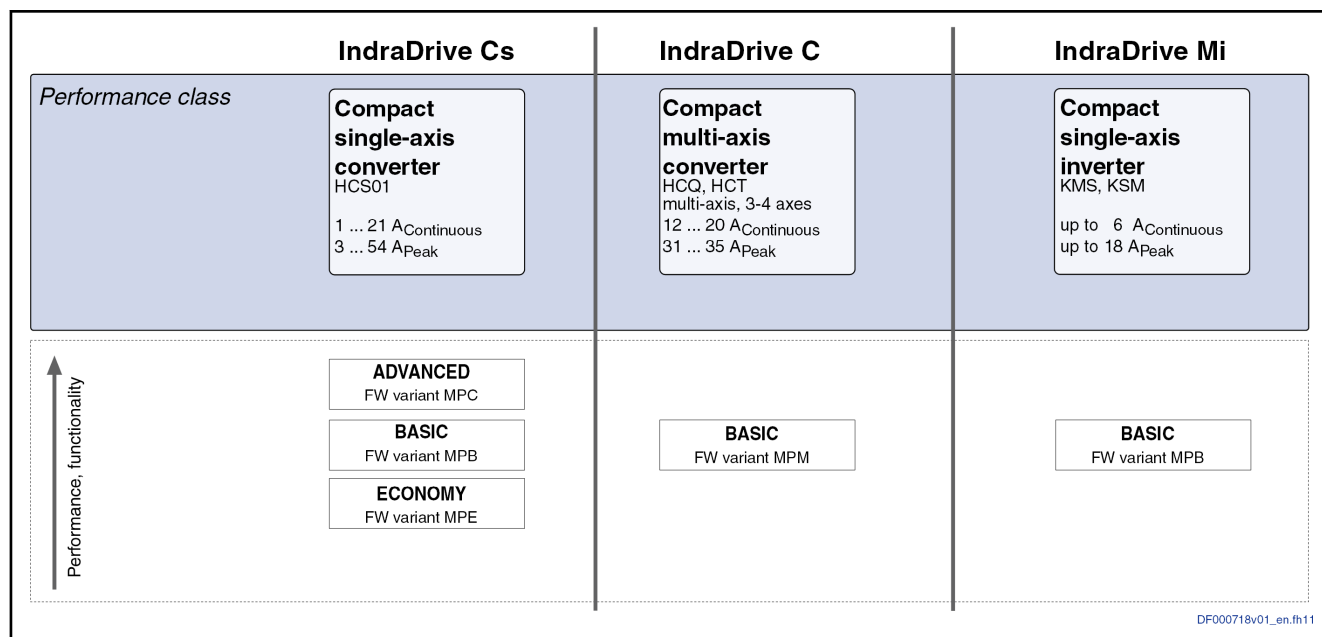 IndraDrive Cs
IndraDrive C
IndraDrive Mi
Performance class
Compact
single-axis
converter
HCS01
1 ... 21 AContinuous
3 ... 54 APeak
Compact
multi-axis
converter
HCQ, HCT
multi-axis, 3-4 axes
12 ... 20 AContinuous
31 ... 35 APeak
Compact
single-axis
inverter
KMS, KSM
up to 6 AContinuous
up to 18 APeak
Performance, functionality
ADVANCED
FW variant MPC
BASIC
FW variant MPB
ECONOMY
FW variant MPE
BASIC
FW variant MPM
BASIC
FW variant MPB
DF000718v01_en.fh11